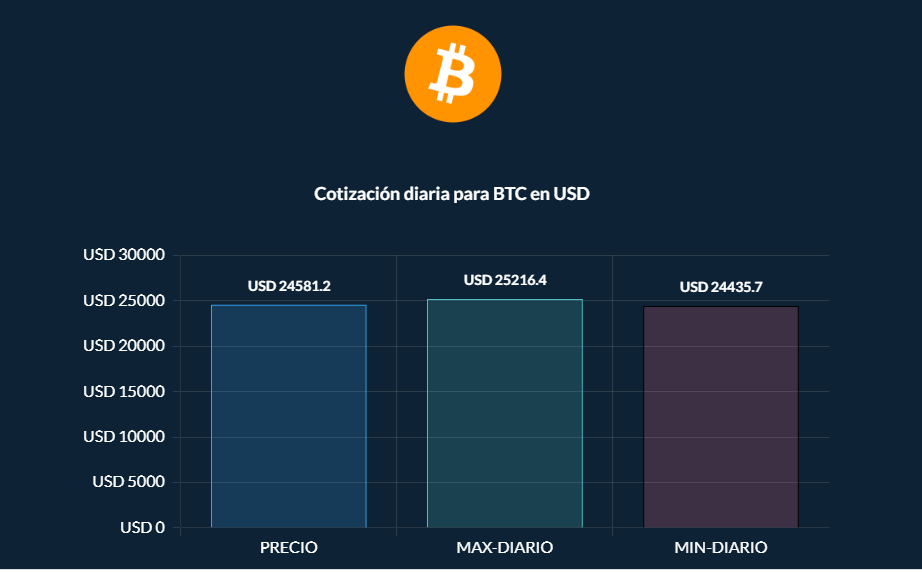 Cotización diaria para BTC en USD
USD 30000
USD 25000
USD 20000
USD 15000
USD 10000
USD 5000
USD 0
USD 24581.2
USD 25216.4
USD 24435.7
PRECIO
MAX-DIARIO
MIN-DIARIO